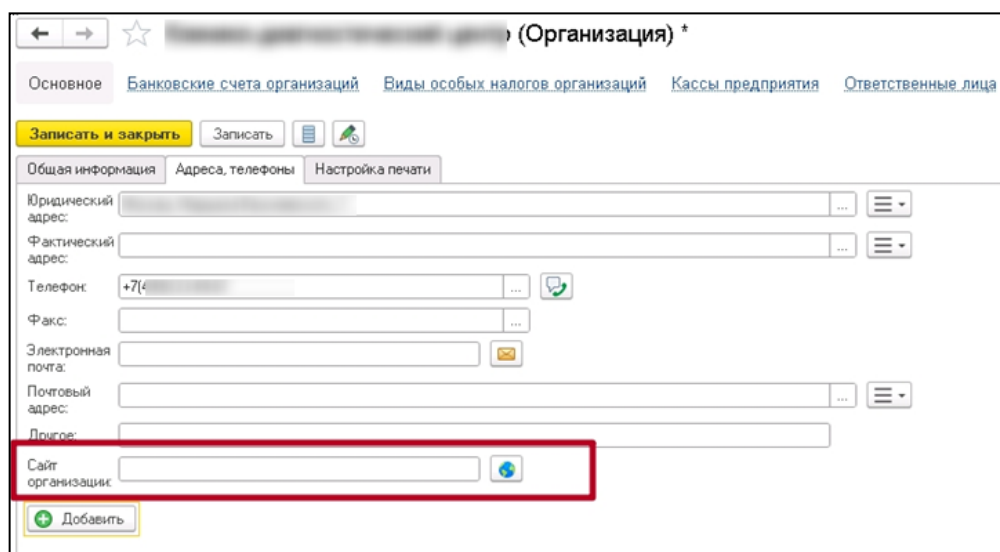 (Организация) *
Основное Банковские счета организаций Виды особых налогов организаций Кассы предприятия Ответственные лица
Записать и закрыть Записать
Общая информация Адреса, телефоны Настройка печати
Юридический
адрес:
Фактический
адрес:
Телефон: +7(4
Факс:
Электронная
почта:
Почтовый
адрес:
Другое:
Сайт
организации:
Добавить